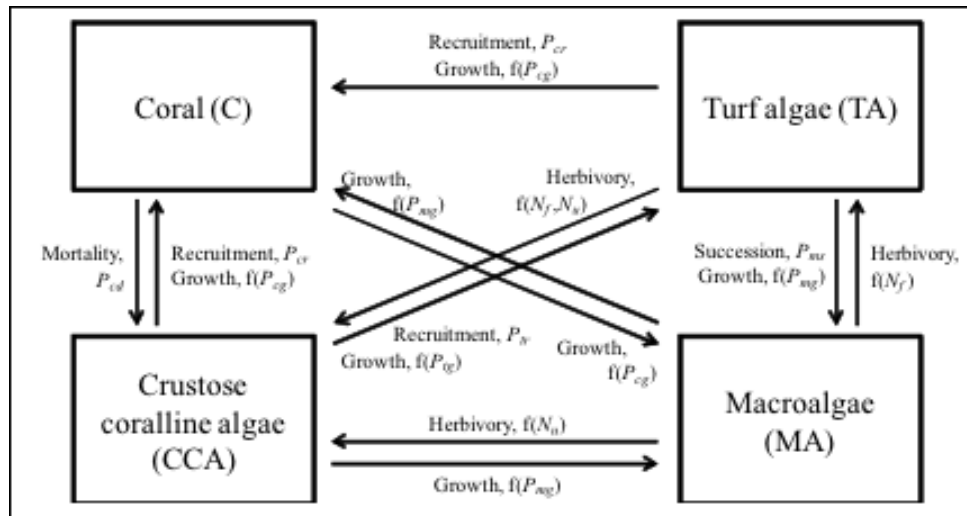 Recruitment, P_cr
Growth, f(P_cg)
Coral (C)
Turf algae (TA)
Growth,
f(P_mg)
Herbivory,
f(N_f,N_u)
Mortality,
P_cd
Recruitment, P_cr
Growth, f(P_cg)
Succession, P_ms
Growth, f(P_mg)
Herbivory,
f(N_f)
Recruitment, P_tr
Growth, f(P_tg)
Growth,
f(P_cg)
Crustose
coralline algae
(CCA)
Macroalgae
(MA)
Herbivory, f(N_u)
Growth, f(P_mg)